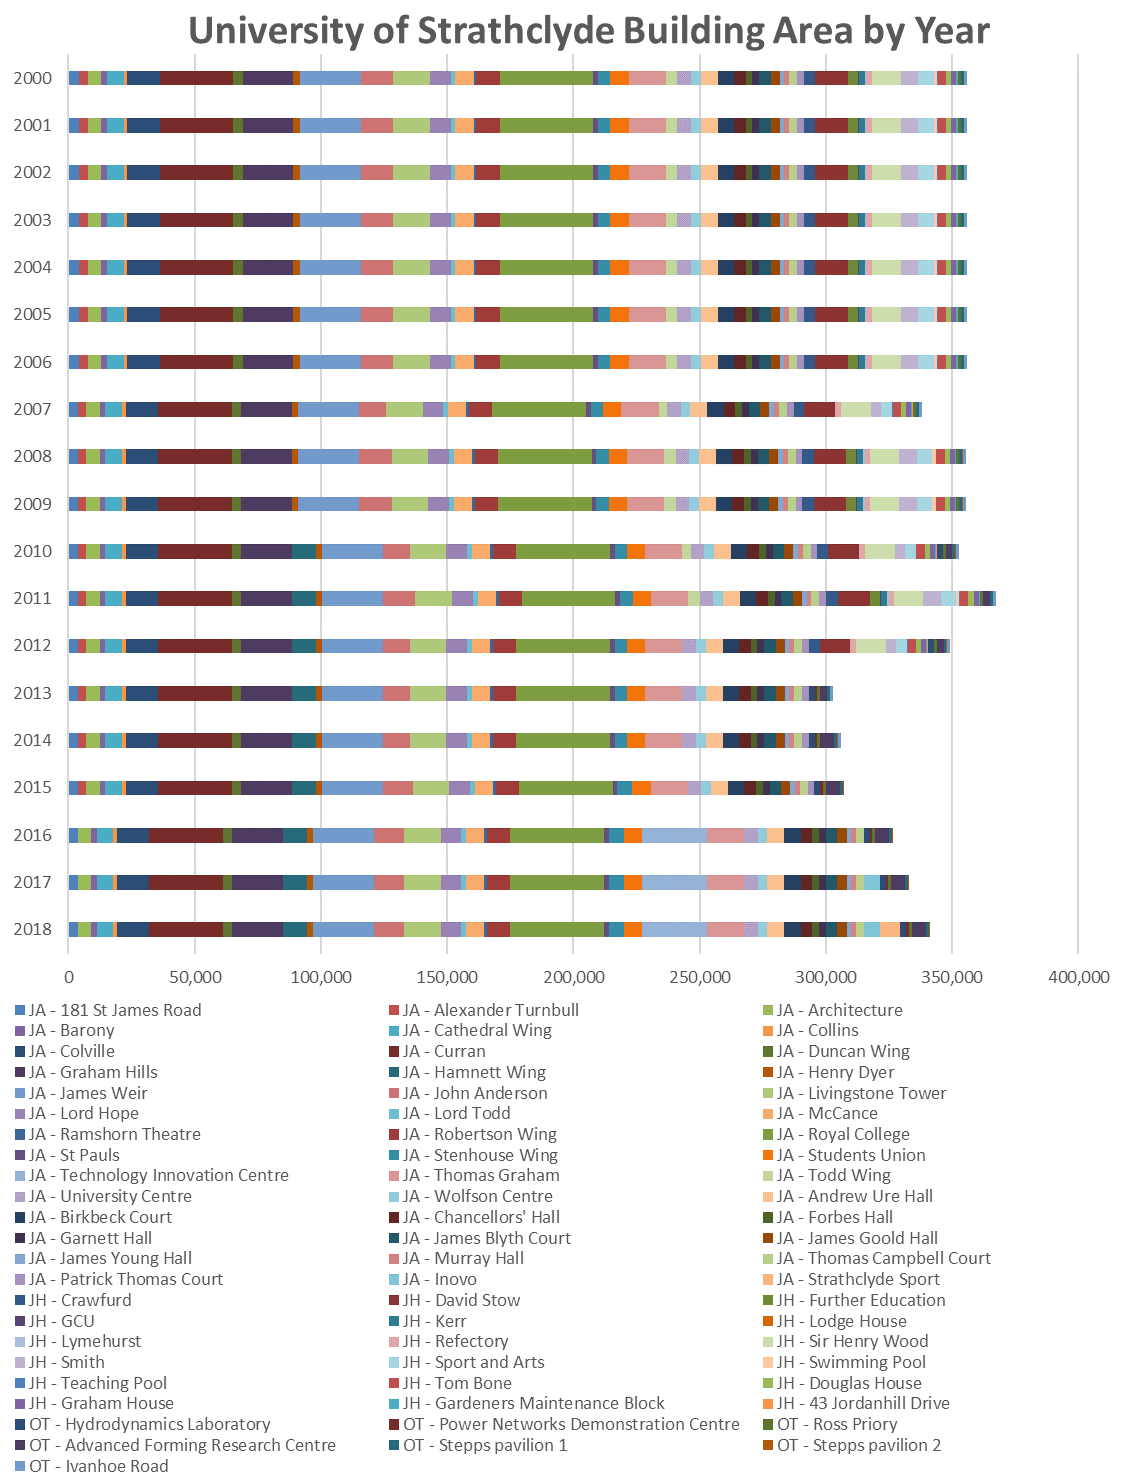 University of Strathclyde Building Area by Year
2000
2001
2002
2003
2004
2005
2006
2007
2008
2009
2010
2011
2012
2013
2014
2015
2016
2017
2018
0 50,000 100,000 150,000 200,000 250,000 300,000 350,000 400,000
JA - 181 St James Road JA - Alexander Turnbull JA - Architecture
JA - Barony JA - Cathedral Wing JA - Collins
JA - Colville JA - Curran JA - Duncan Wing
JA - Graham Hills JA - Hamnett Wing JA - Henry Dyer
JA - James Weir JA - John Anderson JA - Livingstone Tower
JA - Lord Hope JA - Lord Todd JA - McCance
JA - Ramshorn Theatre JA - Robertson Wing JA - Royal College
JA - St Pauls JA - Stenhouse Wing JA - Students Union
JA - Technology Innovation Centre JA - Thomas Graham JA - Todd Wing
JA - University Centre JA - Wolfson Centre JA - Andrew Ure Hall
JA - Birkbeck Court JA - Chancellors' Hall JA - Forbes Hall
JA - Garnett Hall JA - James Blyth Court JA - James Goold Hall
JA - James Young Hall JA - Murray Hall JA - Thomas Campbell Court
JA - Patrick Thomas Court JA - Inovo JA - Strathclyde Sport
JH - Crawfurd JH - David Stow JH - Further Education
JH - GCU JH - Kerr JH - Lodge House
JH - Lymehurst JH - Refectory JH - Sir Henry Wood
JH - Smith JH - Sport and Arts JH - Swimming Pool
JH - Teaching Pool JH - Tom Bone JH - Douglas House
JH - Graham House JH - Gardeners Maintenance Block JH - 43 Jordanhill Drive
OT - Hydrodynamics Laboratory OT - Power Networks Demonstration Centre OT - Ross Priory
OT - Advanced Forming Research Centre OT - Stepps pavilion 1 OT - Stepps pavilion 2
OT - Ivanhoe Road